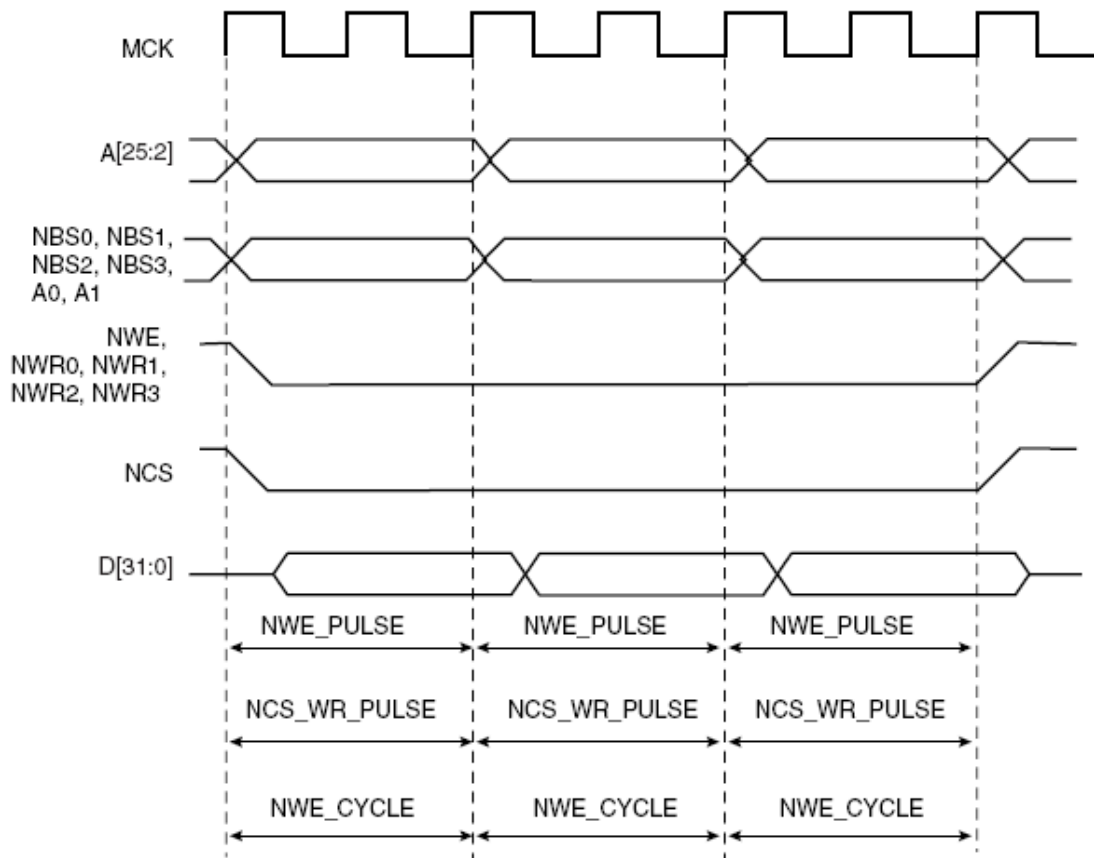 MCK
A[25:2]
NBS0, NBS1,
NBS2, NBS3,
A0, A1
NWE,
NWR0, NWR1,
NWR2, NWR3
NCS
D[31:0]
NWE_PULSE NWE_PULSE NWE_PULSE
NCS_WR_PULSE NCS_WR_PULSE NCS_WR_PULSE
NWE_CYCLE NWE_CYCLE NWE_CYCLE